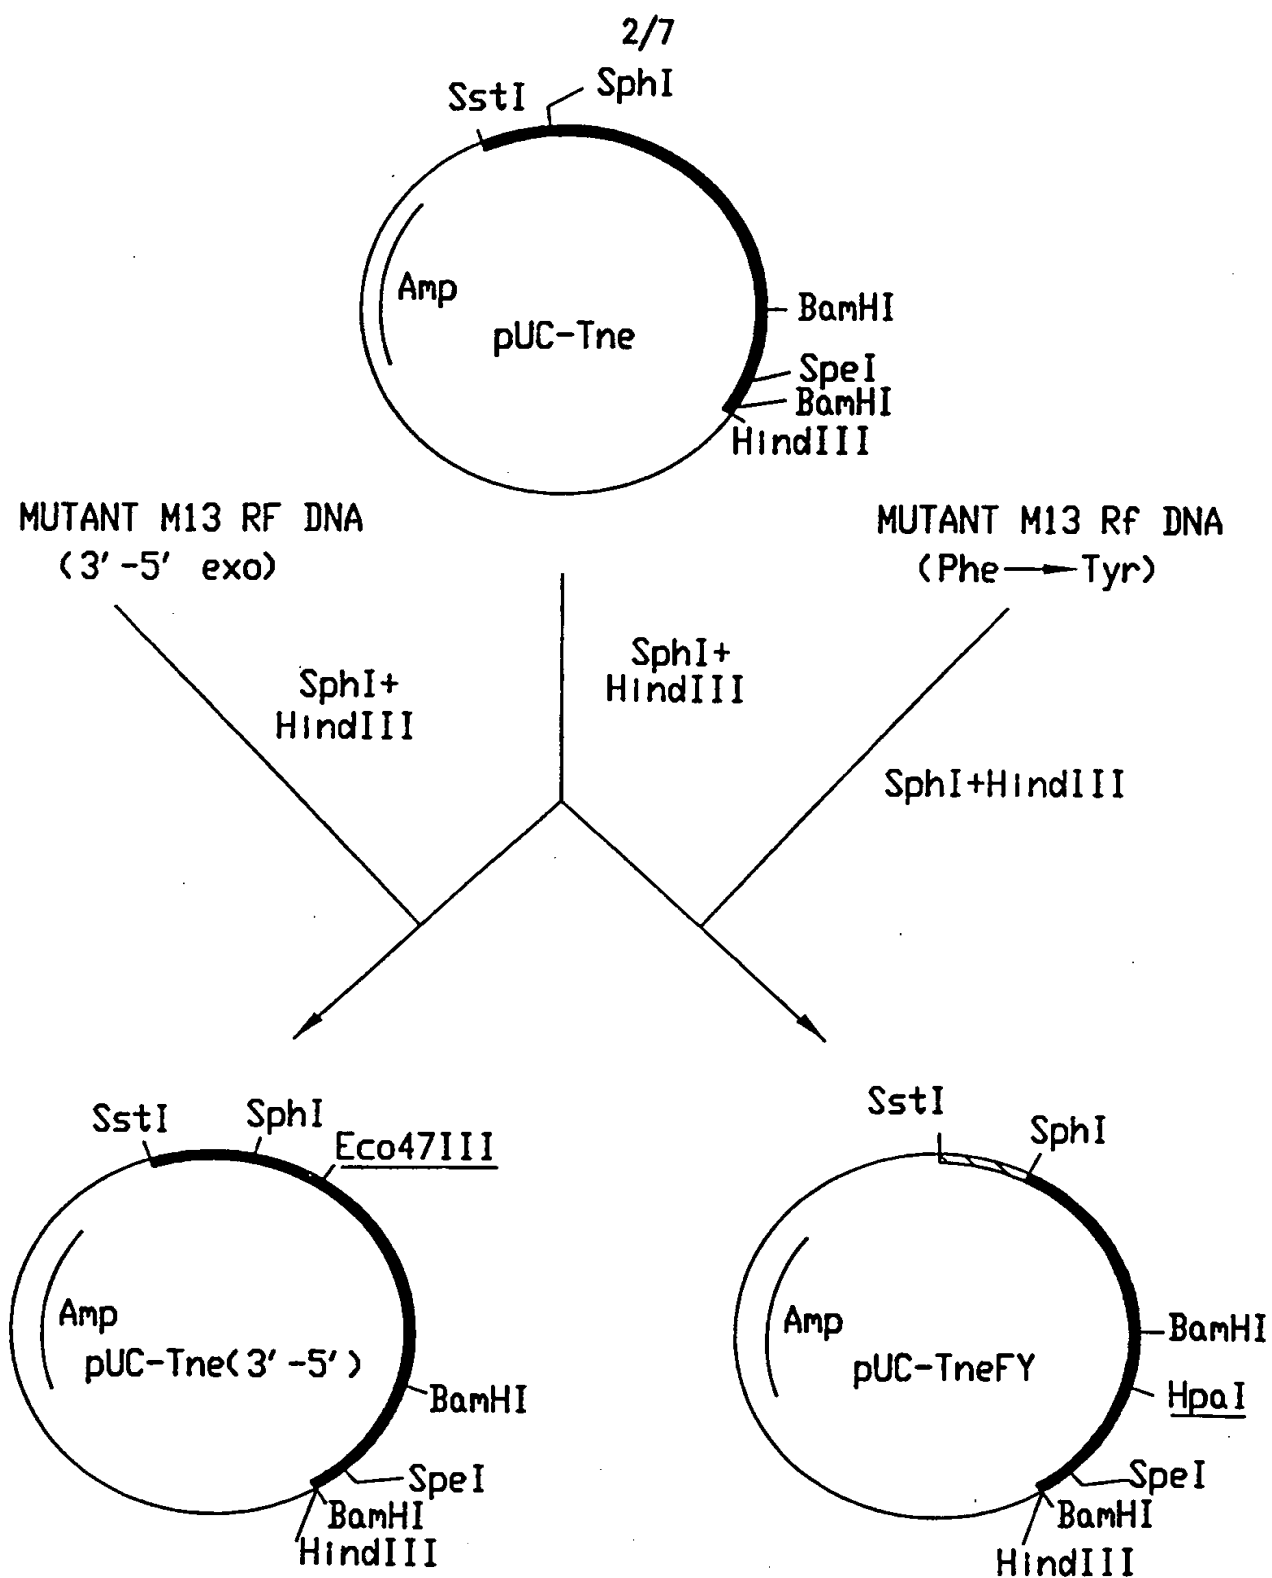 2/7
SstI
SphI
Amp
pUC-Tne
BamHI
SpeI
BamHI
HindIII
MUTANT M13 RF DNA
(3'-5' exo)
MUTANT M13 Rf DNA
(Phe→Tyr)
SphI+
HindIII
SphI+
HindIII
SphI+HindIII
SstI
SphI
Eco47III
Amp
pUC-Tne(3'-5')
BamHI
SpeI
BamHI
HindIII
SstI
SphI
Amp
pUC-TneFY
BamHI
HpaI
SpeI
BamHI
HindIII